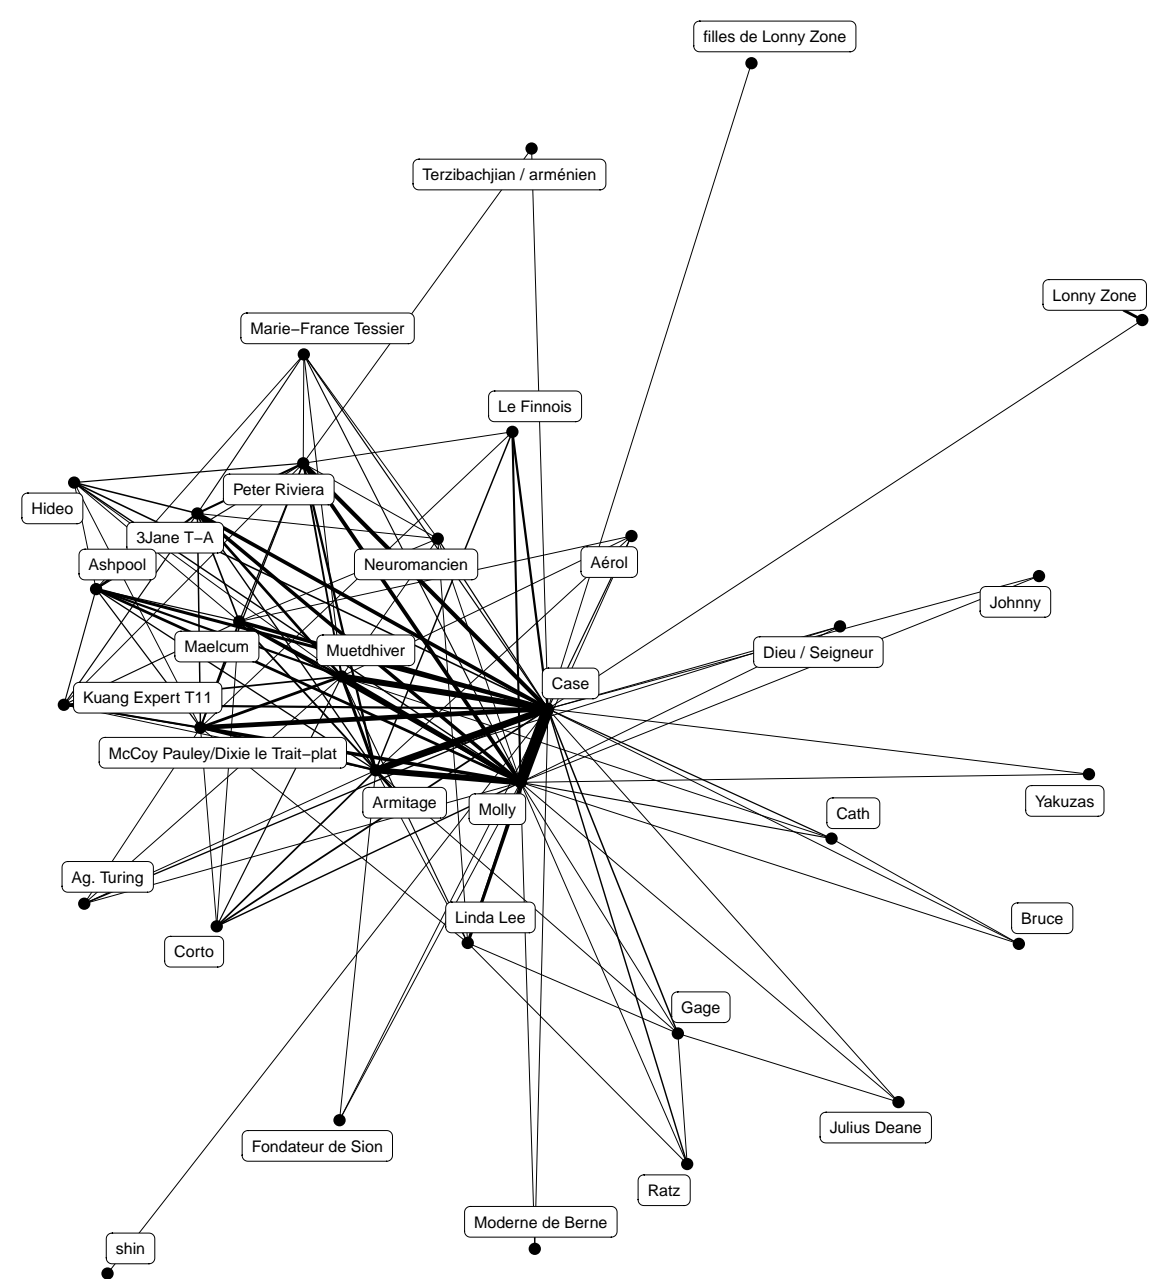 filles de Lonny Zone
Terzibachjian / arménien
Lonny Zone
Marie−France Tessier
Le Finnois
Peter Riviera
Hideo
3Jane T−A
Ashpool
Neuromancien
Aérol
Johnny
Maelcum
Muetdhiver
Dieu / Seigneur
Case
Kuang Expert T11
McCoy Pauley/Dixie le Trait−plat
Armitage
Molly
Yakuzas
Cath
Ag. Turing
Linda Lee
Bruce
Corto
Gage
Julius Deane
Fondateur de Sion
Ratz
Moderne de Berne
shin